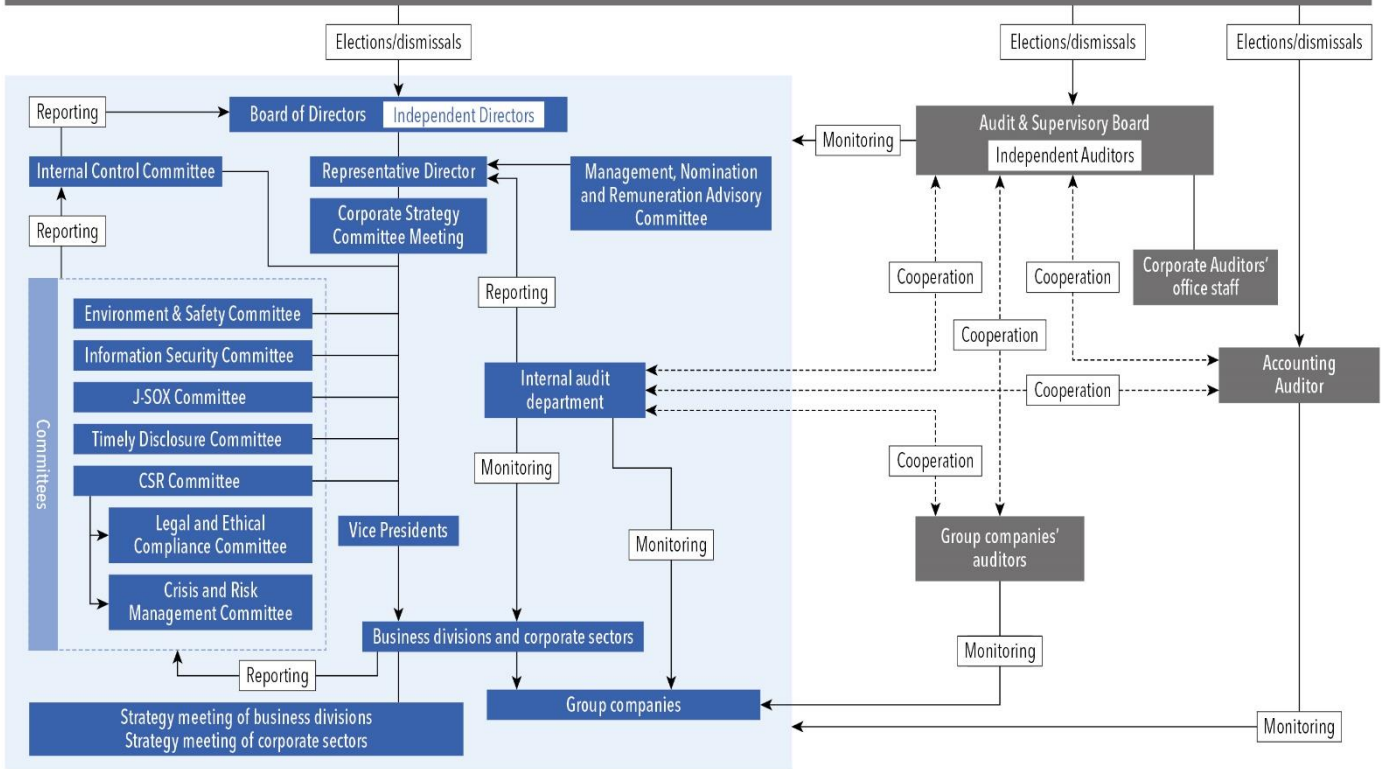 Elections/dismissals
Elections/dismissals
Elections/dismissals
Reporting
Board of Directors
Independent Directors
Audit & Supervisory Board
Independent Auditors
Monitoring
Internal Control Committee
Representative Director
Management, Nomination
and Remuneration Advisory
Committee
Reporting
Corporate Strategy
Committee Meeting
Cooperation
Cooperation
Corporate Auditors'
office staff
Reporting
Environment & Safety Committee
Cooperation
Information Security Committee
Internal audit
department
Accounting
Auditor
Cooperation
J-SOX Committee
Timely Disclosure Committee
Committees
Monitoring
Cooperation
CSR Committee
Legal and Ethical
Compliance Committee
Vice Presidents
Monitoring
Group companies'
auditors
Crisis and Risk
Management Committee
Business divisions and corporate sectors
Monitoring
Reporting
Group companies
Strategy meeting of business divisions
Strategy meeting of corporate sectors
Monitoring